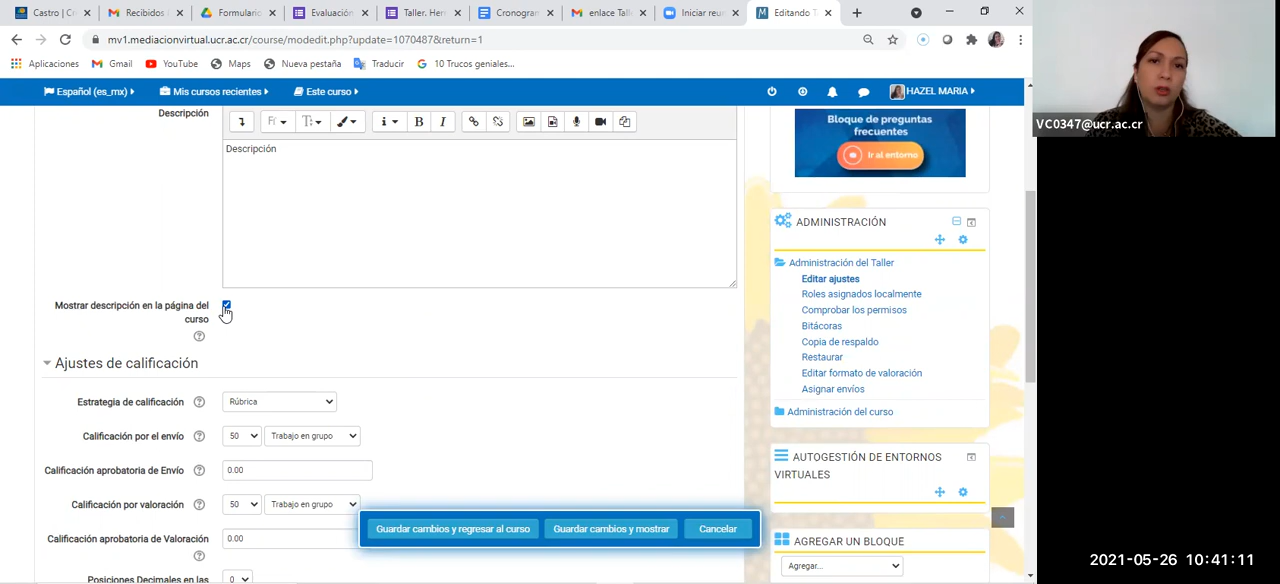 Castro | Cr
Recibidos
Formulario
Evaluación
Taller. Her
Cronogram
enlace Tall
Iniciar reu
Editando T
mv1.mediacionvirtual.ucr.ac.cr/course/modedit.php?update=1070487&return=1
Aplicaciones Gmail YouTube Maps Nueva pestaña Traducir 10 Trucos geniales...
Español (es_mx) Mis cursos recientes Este curso HAZEL MARIA
VC0347@ucr.ac.cr
Descripción
Descripción
Bloque de preguntas
frecuentes
Ir al entorno
Mostrar descripción en la página del
curso
Ajustes de calificación
Estrategia de calificación Rúbrica
Calificación por el envío 50 Trabajo en grupo
Calificación aprobatoria de Envío 0.00
Calificación por valoración 50 Trabajo en grupo
Calificación aprobatoria de Valoración 0.00
Posiciones Decimales en las 0
Guardar cambios y regresar al curso Guardar cambios y mostrar Cancelar
ADMINISTRACIÓN
Administración del Taller
Editar ajustes
Roles asignados localmente
Comprobar los permisos
Bitácoras
Copia de respaldo
Restaurar
Editar formato de valoración
Asignar envíos
Administración del curso
AUTOGESTIÓN DE ENTORNOS
VIRTUALES
AGREGAR UN BLOQUE
Agregar...
2021-05-26 10:41:11